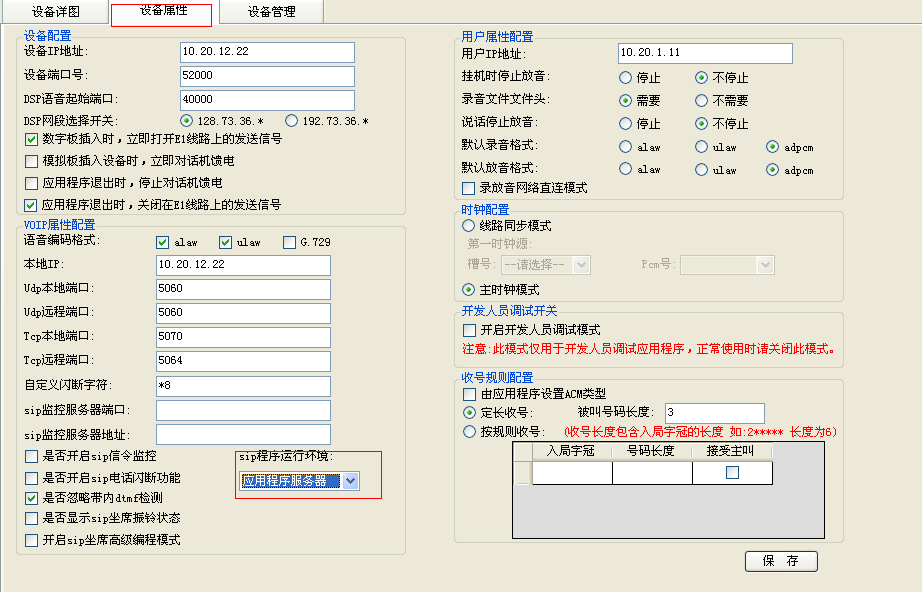 设备详图 设备属性 设备管理
设备配置
设备IP地址: 10.20.12.22
设备端口号: 52000
DSP语音起始端口: 40000
DSP网段选择开关: 128.73.36.* 192.73.36.*
数字板插入时，立即打开E1线路上的发送信号
模拟板插入设备时，立即对话机馈电
应用程序退出时，停止对话机馈电
应用程序退出时，关闭在E1线路上的发送信号
VOIP属性配置
语音编码格式: alaw ulaw G.729
本地IP: 10.20.12.22
Udp本地端口: 5060
Udp远程端口: 5060
Tcp本地端口: 5070
Tcp远程端口: 5064
自定义闪断字符: *8
sip监控服务器端口:
sip监控服务器地址:
是否开启sip信令监控
是否开启sip电话闪断功能
是否忽略带内dtmf检测
是否显示sip坐席振铃状态
开启sip坐席高级编程模式
sip程序运行环境:
应用程序服务器
用户属性配置
用户IP地址: 10.20.1.11
挂机时停止放音: 停止 不停止
录音文件文件头: 需要 不需要
说话停止放音: 停止 不停止
默认录音格式: alaw ulaw adpcm
默认放音格式: alaw ulaw adpcm
录放音网络直连模式
时钟配置
线路同步模式
第一时钟源:
槽号: --请选择-- Pcm号:
主时钟模式
开发人员调试开关
开启开发人员调试模式
注意:此模式仅用于开发人员调试应用程序，正常使用时请关闭此模式。
收号规则配置
由应用程序设置ACM类型
定长收号: 被叫号码长度: 3
按规则收号: (收号长度包含入局字冠的长度 如:2***** 长度为6)
入局字冠 号码长度 接受主叫
保 存